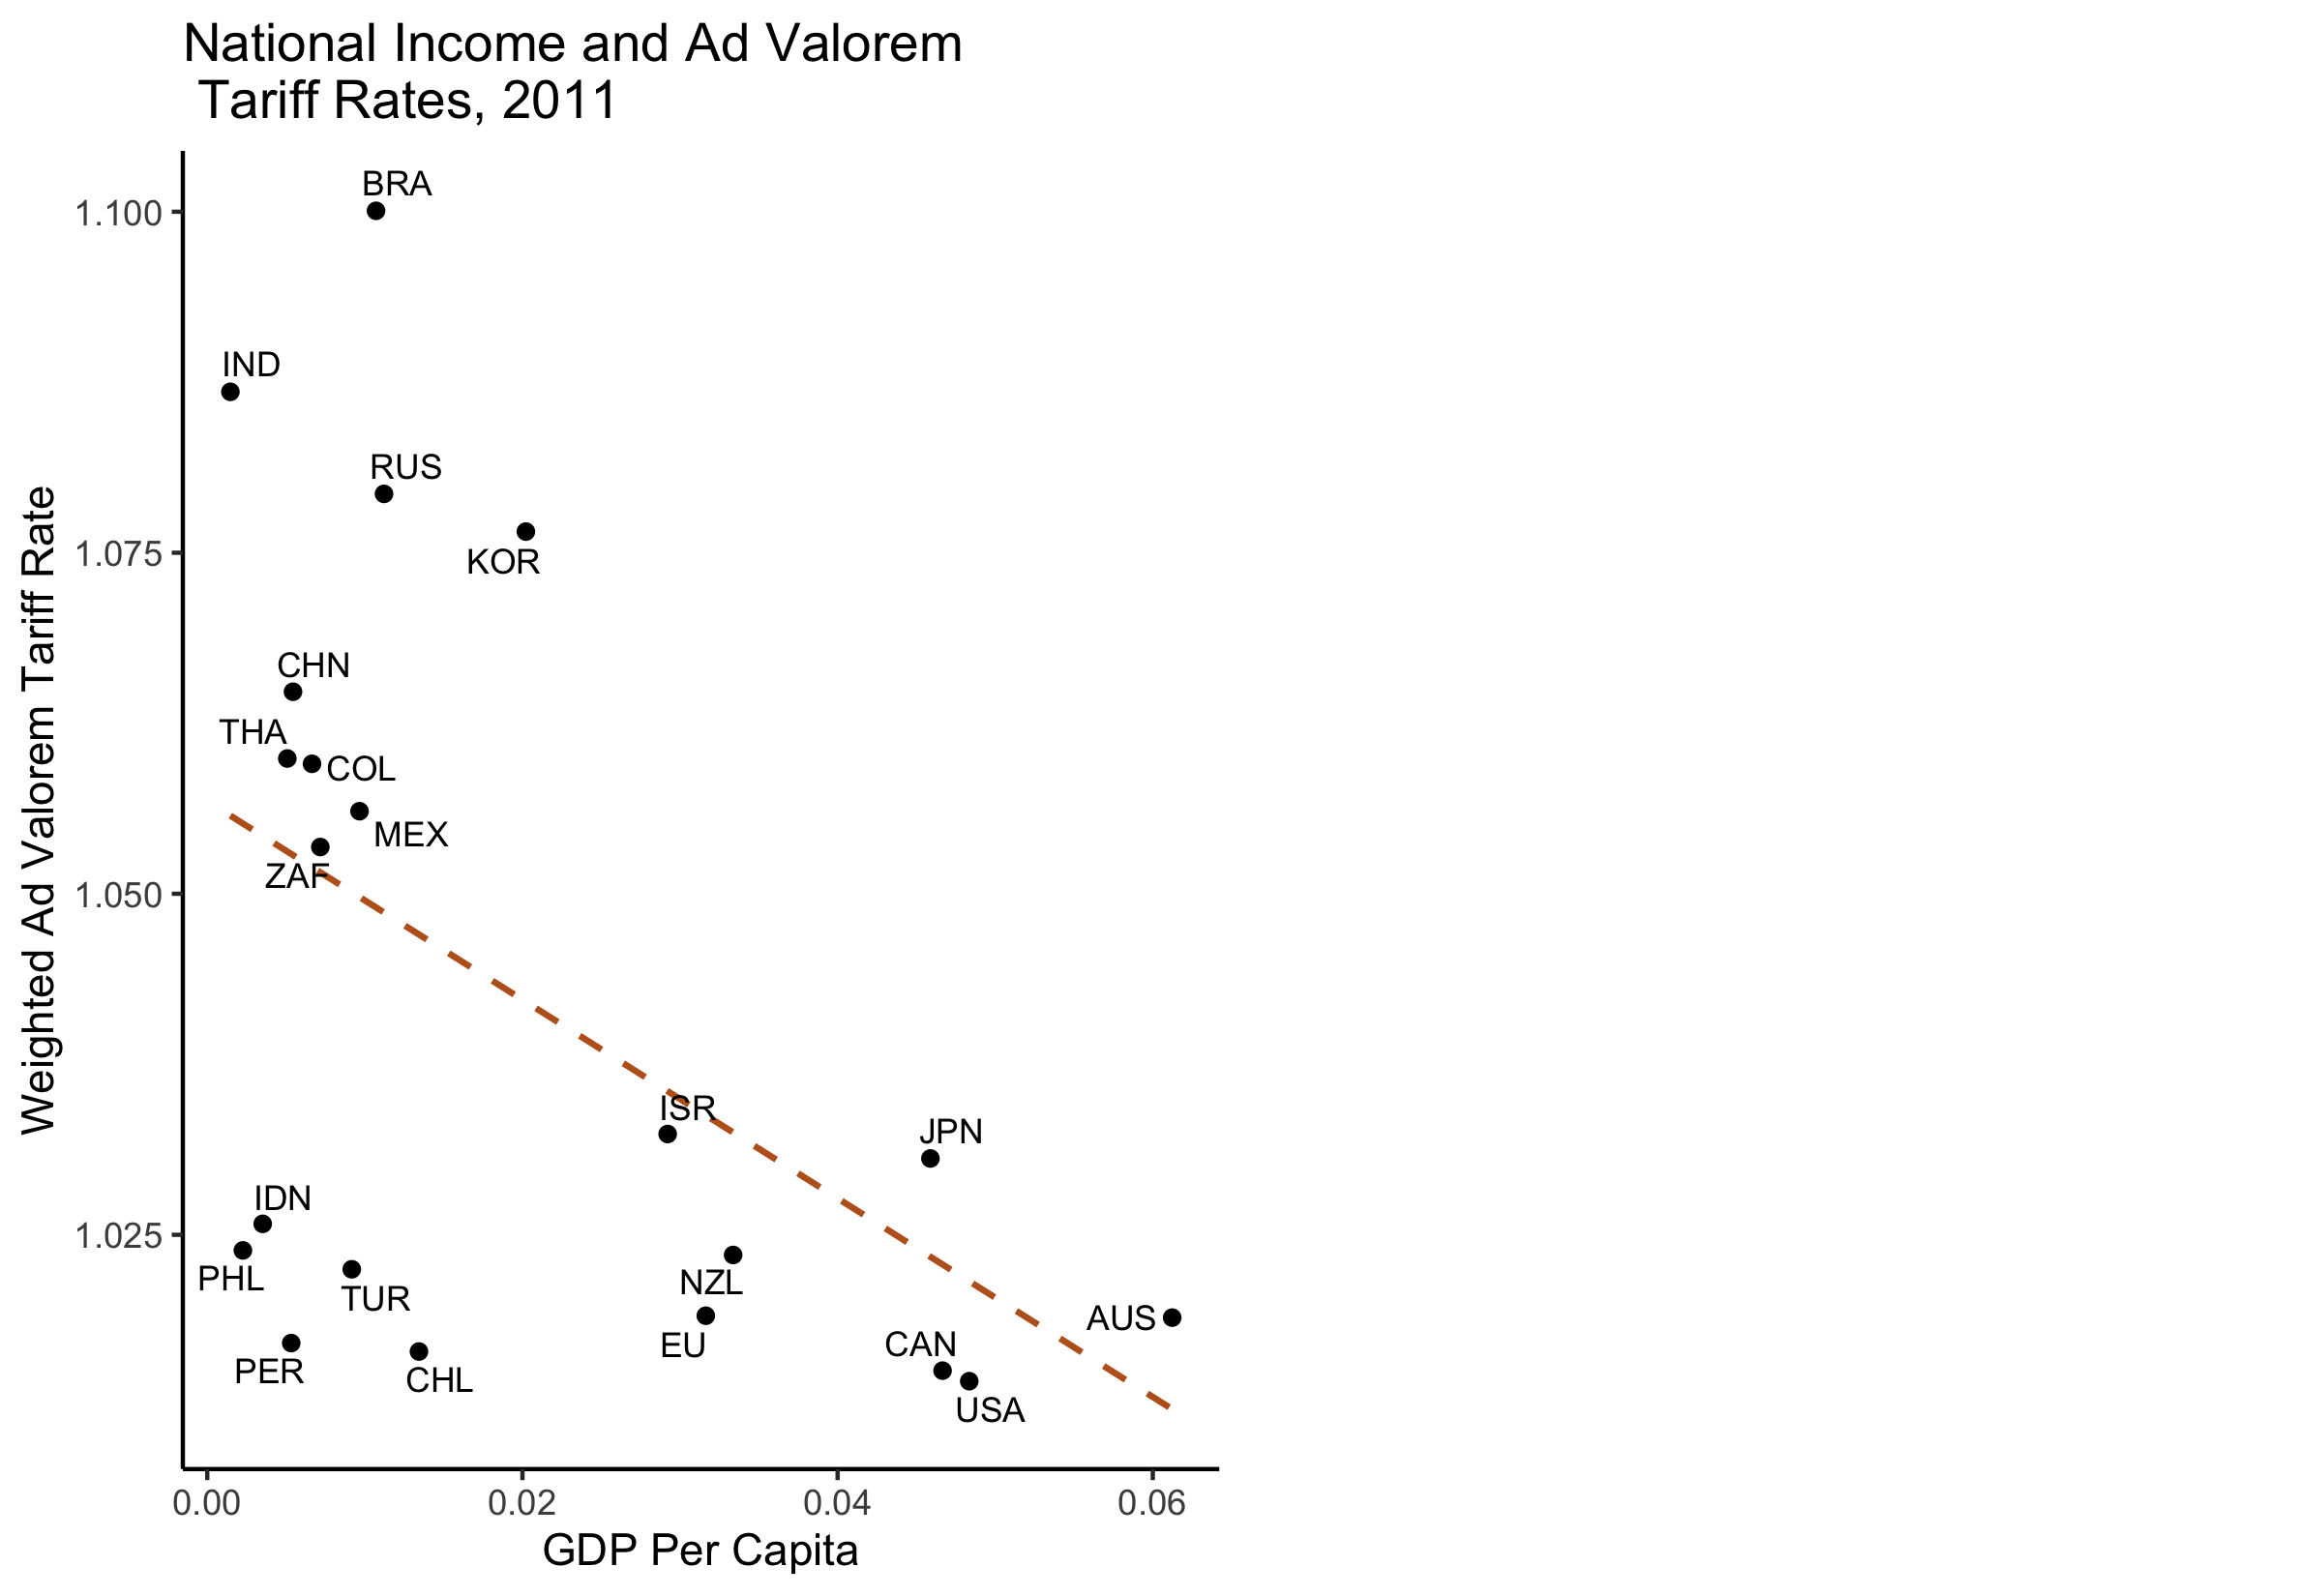 National Income and Ad Valorem
Tariff Rates, 2011
BRA
1.100
IND
RUS
1.075
KOR
CHN
THA
COL
MEX
ZAF
1.050
ISR
JPN
IDN
1.025
PHL
TUR
NZL
AUS
EU
CAN
PER
CHL
USA
0.00 0.02 0.04 0.06
GDP Per Capita
Weighted Ad Valorem Tariff Rate